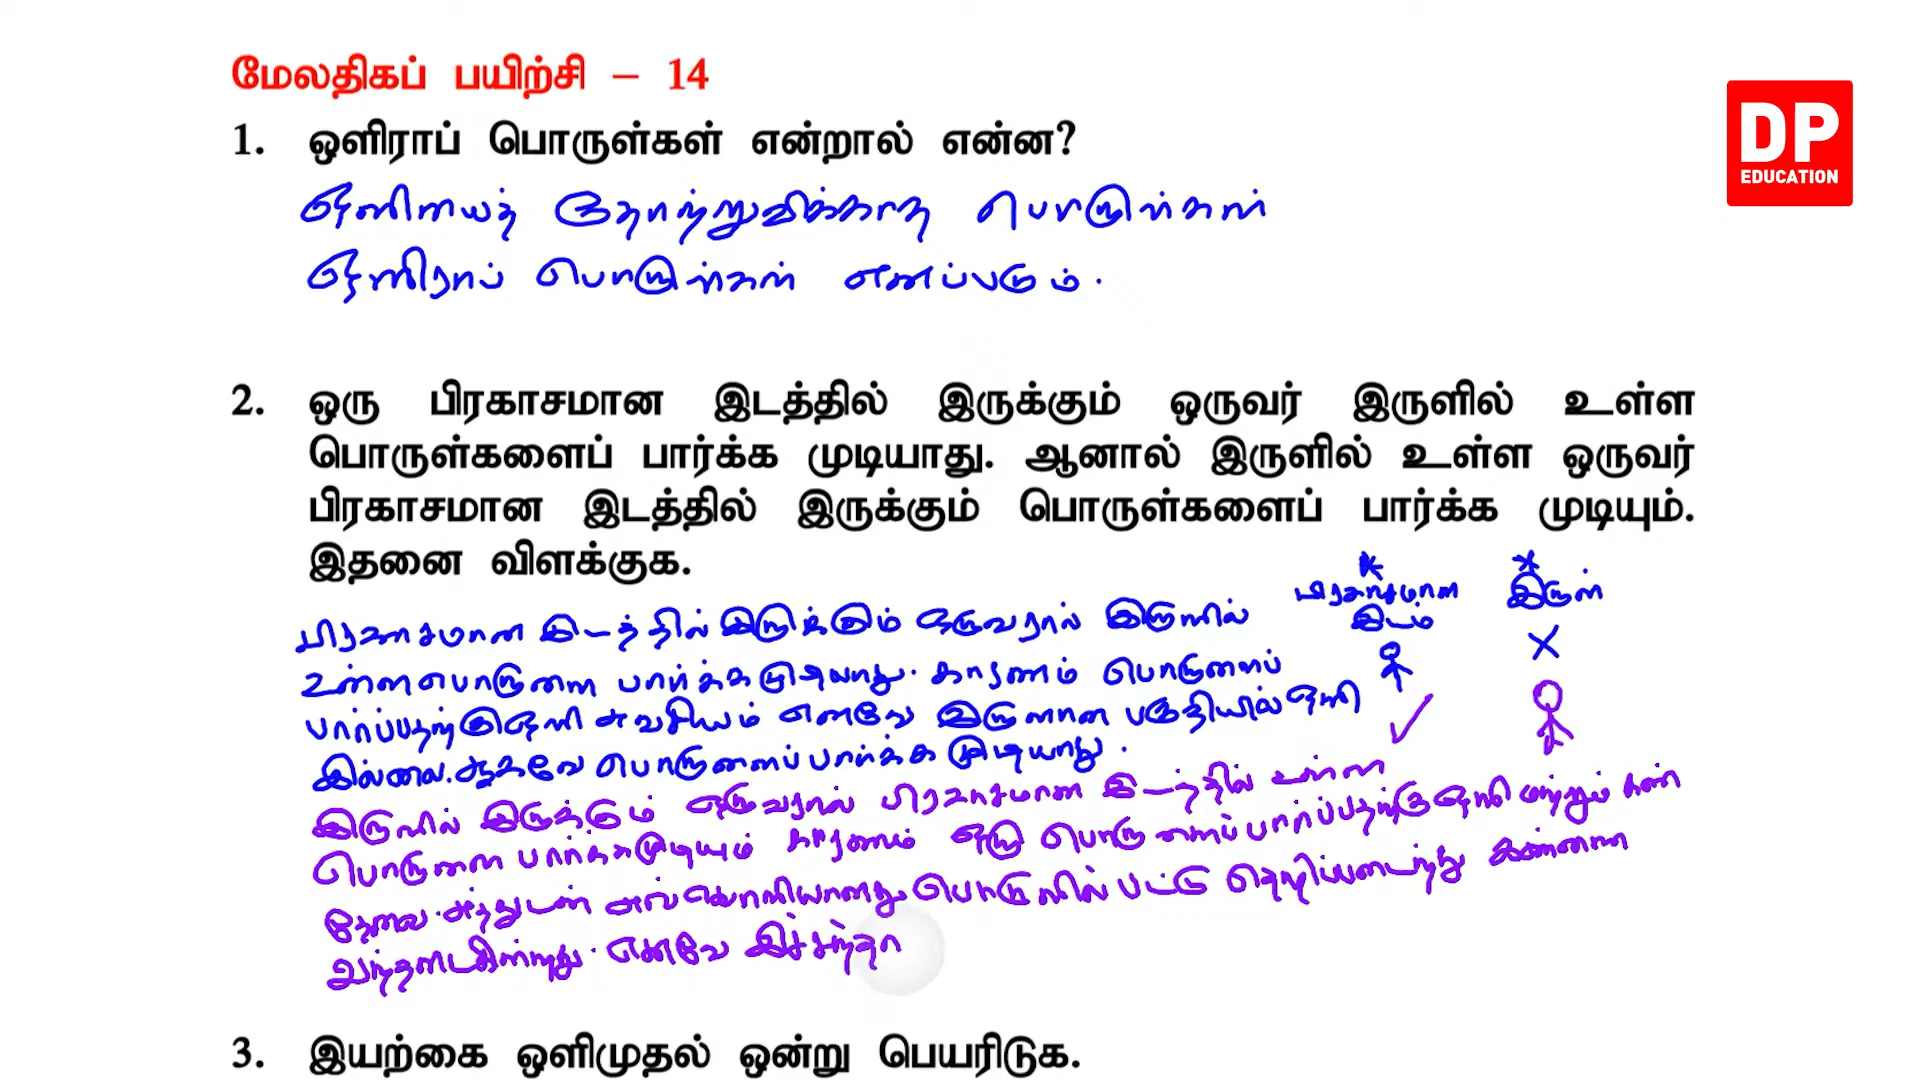 மேலதிகப் பயிற்சி – 14
DP
EDUCATION
1. ஒளிராப் பொருள்கள் என்றால் என்ன?
ஒளியைத் தோற்றுவிக்காத பொருள்கள்
ஒளிராப் பொருள்கள் எனப்படும்.
2. ஒரு பிரகாசமான இடத்தில் இருக்கும் ஒருவர் இருளில் உள்ள
பொருள்களைப் பார்க்க முடியாது. ஆனால் இருளில் உள்ள ஒருவர்
பிரகாசமான இடத்தில் இருக்கும் பொருள்களைப் பார்க்க முடியும்.
இதனை விளக்குக.
பிரகாசமான இடம்
இருள்
பிரகாசமான இடத்தில் இருக்கும் ஒருவரால் இருளில்
உள்ள பொருளை பார்க்க முடியாது. காரணம் பொருளைப்
பார்ப்பதற்கு ஒளி அவசியம் எனவே இருளான பகுதியில் ஒளி
இல்லை. ஆகவே பொருளைப் பார்க்க முடியாது.
இருளில் இருக்கும் ஒருவரால் பிரகாசமான இடத்தில் உள்ள
பொருளை பார்க்கமுடியும் காரணம் ஒரு பொருளைப் பார்ப்பதற்கு ஒளி மற்றும் கண்
தேவை. அத்துடன் அவ் வொளியானது பொருளில் பட்டு தெறிப்படைந்து கண்ணை
வந்தடைகின்றது. எனவே இச்சந்தா
3. இயற்கை ஒளிமுதல் ஒன்று பெயரிடுக.